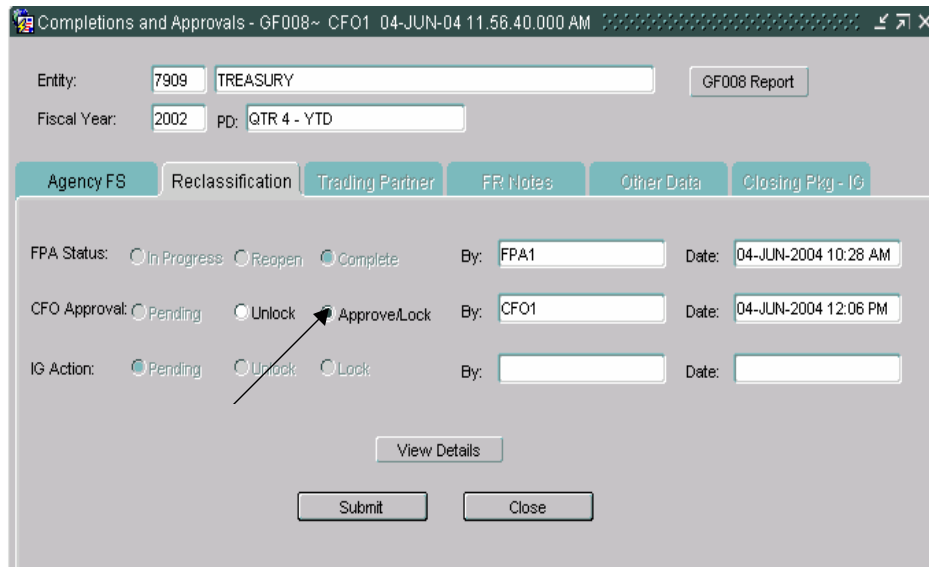 Completions and Approvals - GF008~ CFO1 04-JUN-04 11.56.40.000 AM
Entity: 7909 TREASURY GF008 Report
Fiscal Year: 2002 PD: QTR 4 - YTD
Agency FS Reclassification Trading Partner FR Notes Other Data Closing Pkg - IG
FPA Status: In Progress Reopen Complete By: FPA1 Date: 04-JUN-2004 10:28 AM
CFO Approval: Pending Unlock Approve/Lock By: CFO1 Date: 04-JUN-2004 12:06 PM
IG Action: Pending Unlock Lock By: Date:
View Details
Submit Close